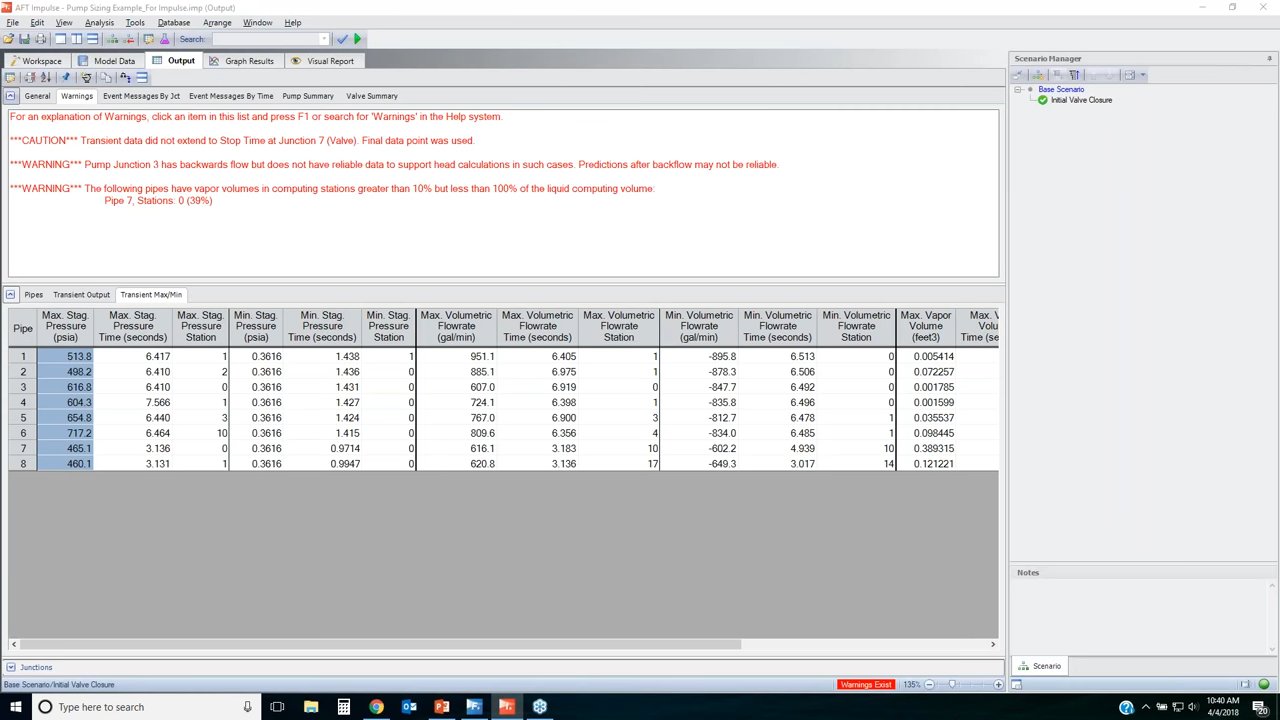 AFT Impulse - Pump Sizing Example_For Impulse.imp (Output)
File Edit View Analysis Tools Database Arrange Window Help
Search:
Workspace Model Data Output Graph Results Visual Report
General Warnings Event Messages By Jct Event Messages By Time Pump Summary Valve Summary
For an explanation of Warnings, click an item in this list and press F1 or search for 'Warnings' in the Help system.
***CAUTION*** Transient data did not extend to Stop Time at Junction 7 (Valve). Final data point was used.
***WARNING*** Pump Junction 3 has backwards flow but does not have reliable data to support head calculations in such cases. Predictions after backflow may not be reliable.
***WARNING*** The following pipes have vapor volumes in computing stations greater than 10% but less than 100% of the liquid computing volume:
Pipe 7, Stations: 0 (39%)
Pipes Transient Output Transient Max/Min
Max. Stag. Max. Stag. Max. Stag. Min. Stag. Min. Stag. Min. Stag. Max. Volumetric Max. Volumetric Max. Volumetric Min. Volumetric Min. Volumetric Min. Volumetric Max. Vapor Max. V
Pipe Pressure Pressure Pressure Pressure Pressure Pressure Flowrate Flowrate Flowrate Flowrate Flowrate Flowrate Volume Volu
(psia) Time (seconds) Station (psia) Time (seconds) Station (gal/min) Time (seconds) Station (gal/min) Time (seconds) Station (feet3) Time (se
1 513.8 6.417 1 0.3616 1.438 1 951.1 6.405 1 -895.8 6.513 0 0.005414
2 498.2 6.410 2 0.3616 1.436 0 885.1 6.975 1 -878.3 6.506 0 0.072257
3 616.8 6.410 0 0.3616 1.431 0 607.0 6.919 0 -847.7 6.492 0 0.001785
4 604.3 7.566 1 0.3616 1.427 0 724.1 6.398 1 -835.8 6.496 0 0.001599
5 654.8 6.440 3 0.3616 1.424 0 767.0 6.900 3 -812.7 6.478 1 0.035537
6 717.2 6.464 10 0.3616 1.415 0 809.6 6.356 4 -834.0 6.485 1 0.098445
7 465.1 3.136 0 0.3616 0.9714 0 616.1 3.183 10 -602.2 4.939 10 0.389315
8 460.1 3.131 1 0.3616 0.9947 0 620.8 3.136 17 -649.3 3.017 14 0.121221
Junctions
Base Scenario/Initial Valve Closure
Warnings Exist 135%
Scenario Manager
Base Scenario
Initial Valve Closure
Notes
Scenario
Type here to search
10:40 AM
4/4/2018
20